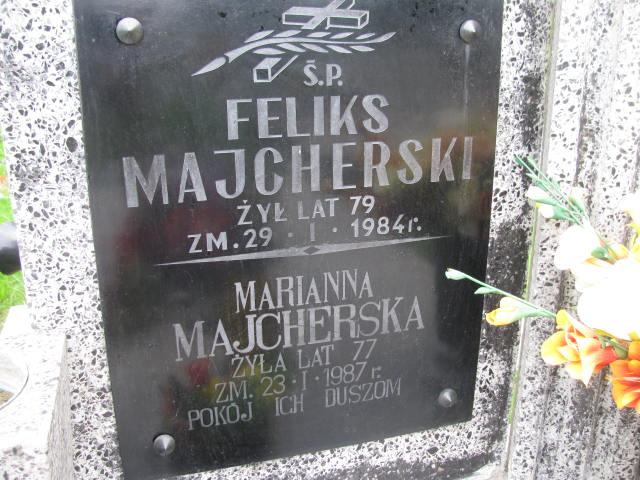 Ś.P.
FELIKS
MAJCHERSKI
ŻYŁ LAT 79
ZM. 29 · I · 1984 r.
MARIANNA
MAJCHERSKA
ŻYŁA LAT 77
ZM. 23 · I · 1987 r.
POKÓJ ICH DUSZOM